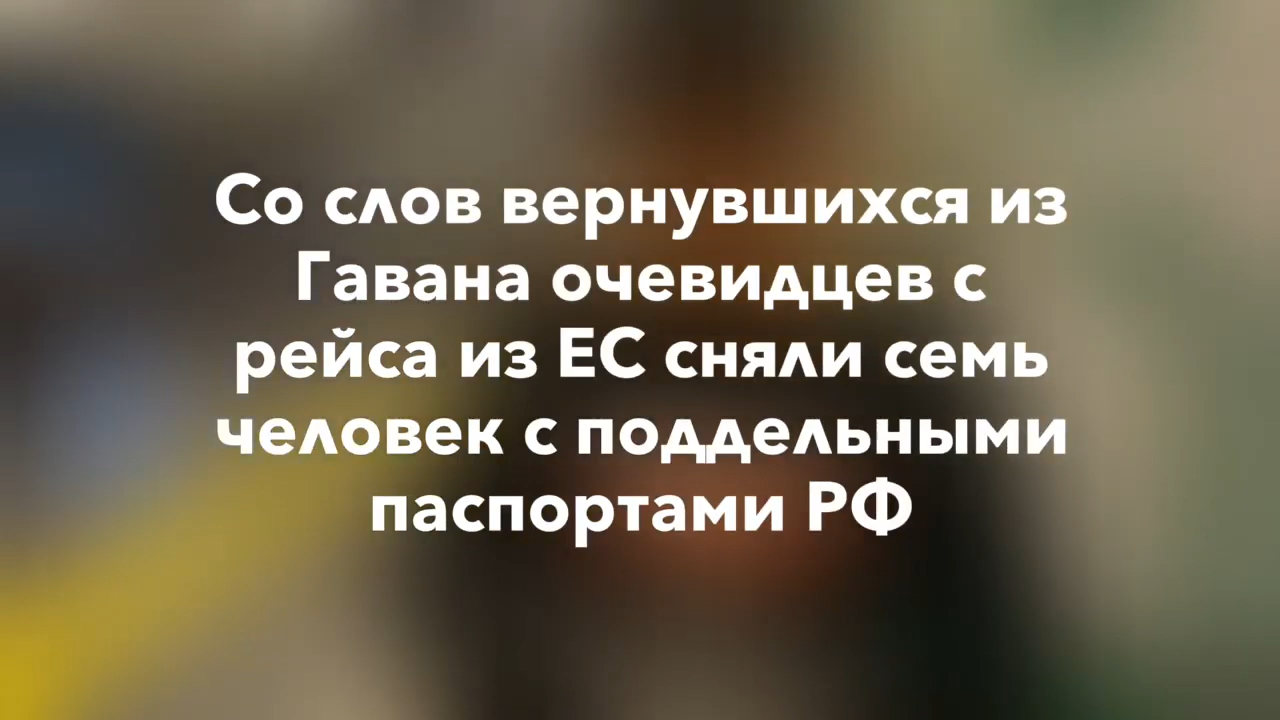 Со слов вернувшихся из
Гавана очевидцев с
рейса из ЕС сняли семь
человек с поддельными
паспортами РФ